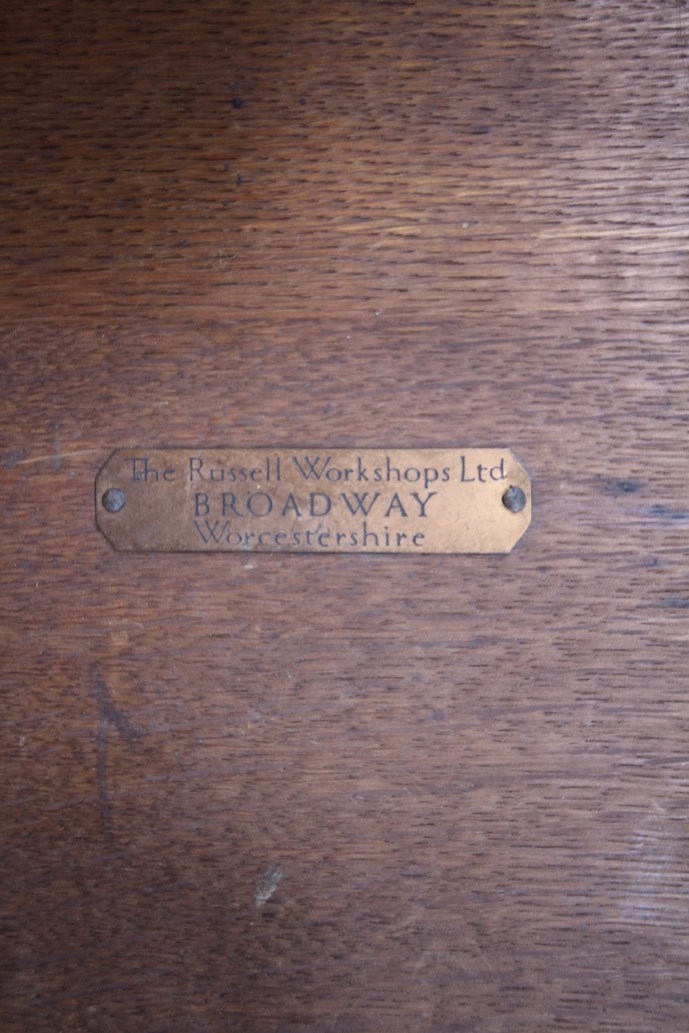 The Russell Workshops Ltd
BROADWAY
Worcestershire